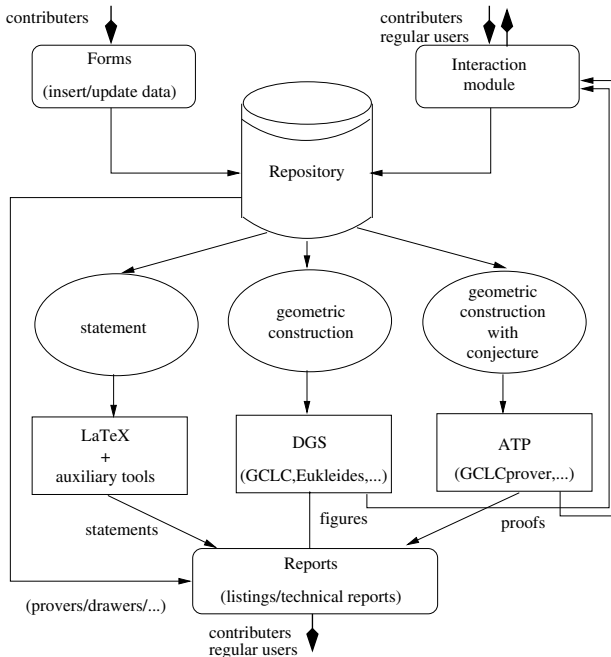 contributers
contributers
regular users
Forms
(insert/update data)
Interaction
module
Repository
statement
geometric
construction
geometric
construction
with
conjecture
LaTeX
+
auxiliary tools
DGS
(GCLC,Eukleides,...)
ATP
(GCLCprover,...)
statements
figures
proofs
Reports
(listings/technical reports)
(provers/drawers/...)
contributers
regular users